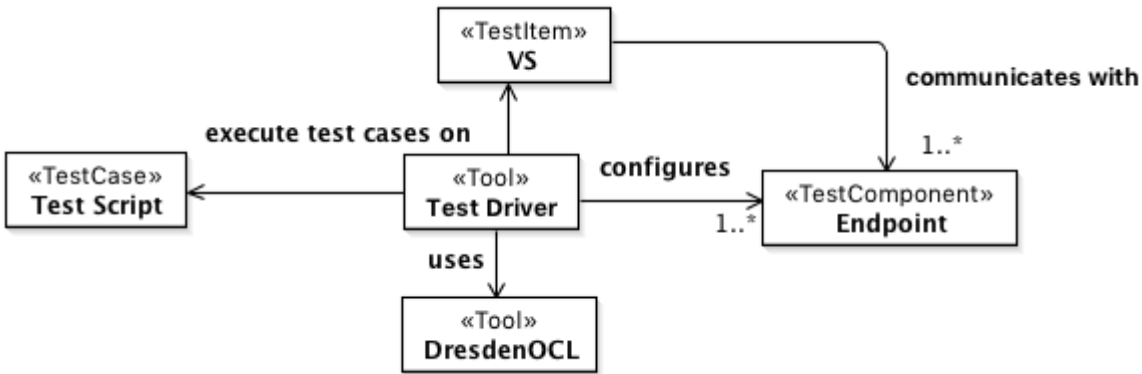 «TestItem»
VS
communicates with
execute test cases on
1..*
«TestCase»
Test Script
«Tool»
Test Driver
configures
1..*
«TestComponent»
Endpoint
uses
«Tool»
DresdenOCL